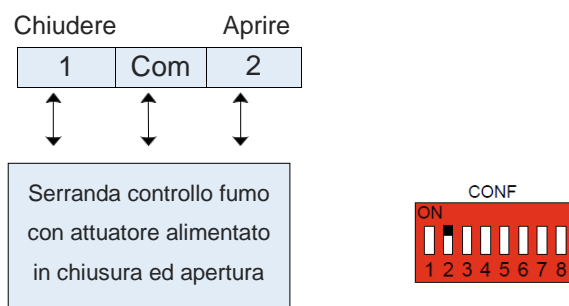 Chiudere Aprire
1 Com 2
Serranda controllo fumo
con attuatore alimentato
in chiusura ed apertura
CONF
ON
1 2 3 4 5 6 7 8